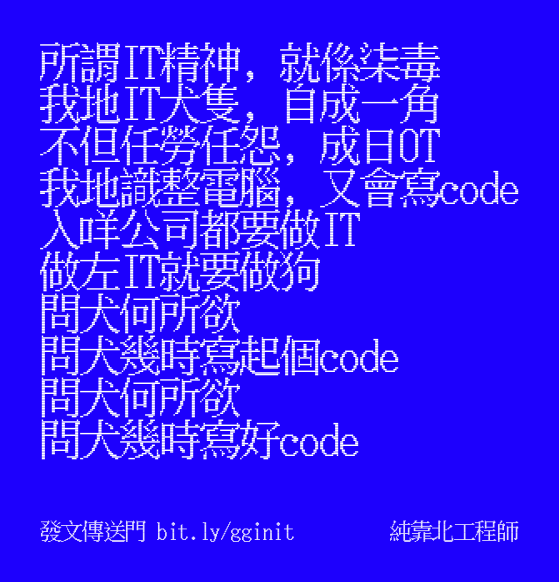 所謂IT精神，就係柒毒
我地IT犬隻，自成一角
不但任勞任怨，成日OT
我地識整電腦，又會寫code
入咩公司都要做IT
做左IT就要做狗
問犬何所欲
問犬幾時寫起個code
問犬何所欲
問犬幾時寫好code
發文傳送門 bit.ly/gginit
純靠北工程師